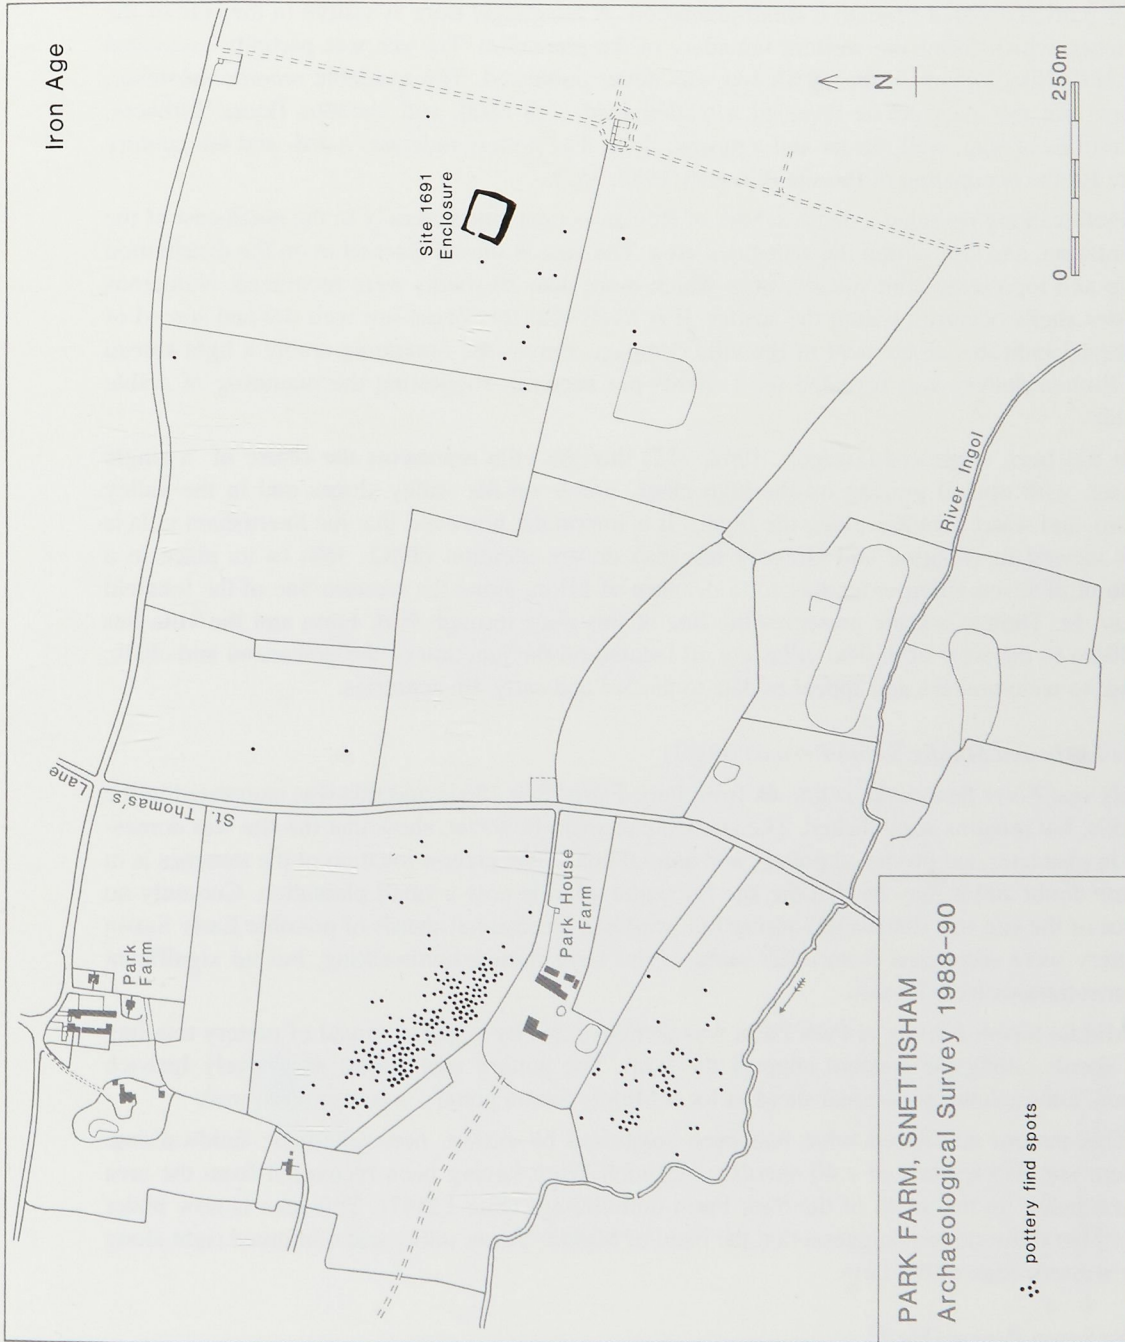 Iron Age
Site 1691
Enclosure
N
0 250m
St. Thomas's Lane
Park
Farm
Park House
Farm
River Ingol
PARK FARM, SNETTISHAM
Archaeological Survey 1988-90
pottery find spots